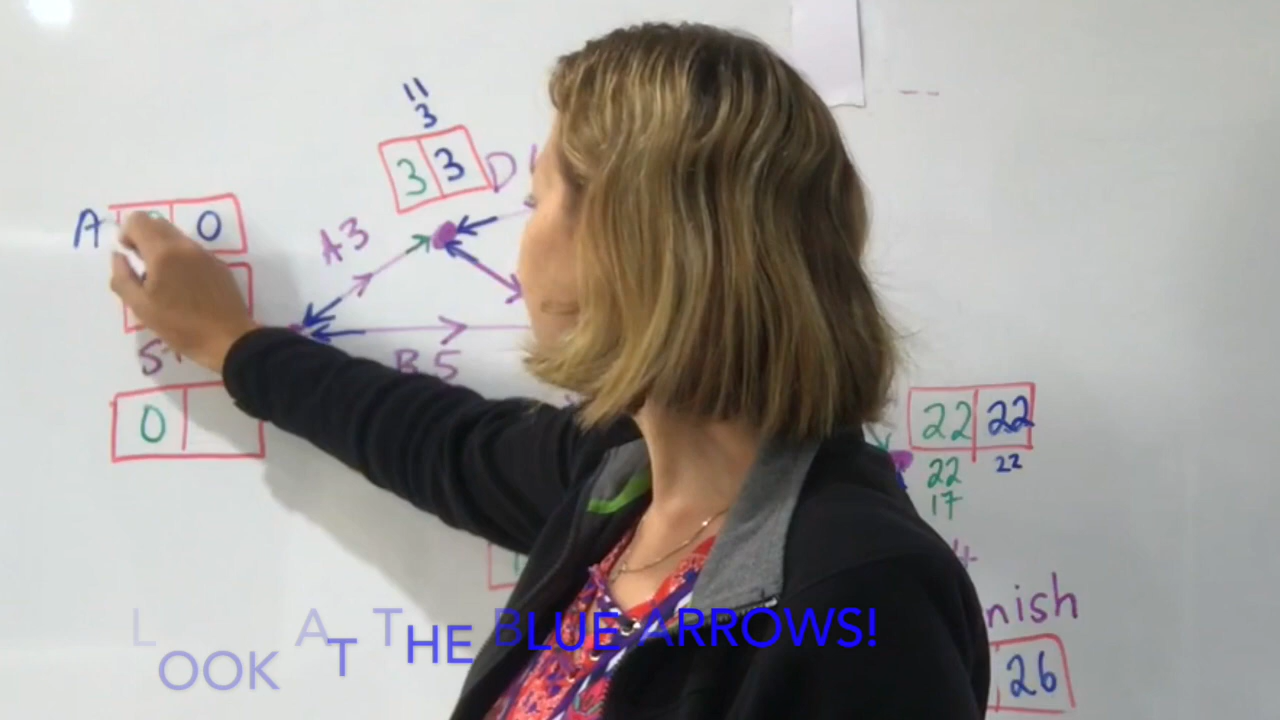 11
3
3 3
D
A 0
A3
B5
0
22 22
22 22
17
nish
26
LOOK AT THE BLUE ARROWS!